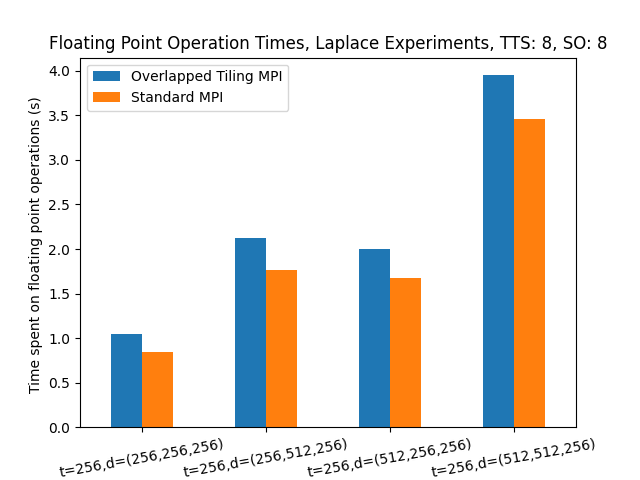 Floating Point Operation Times, Laplace Experiments, TTS: 8, SO: 8
Overlapped Tiling MPI
Standard MPI
Time spent on floating point operations (s)
4.0
3.5
3.0
2.5
2.0
1.5
1.0
0.5
0.0
t=256,d=(256,256,256)
t=256,d=(256,512,256)
t=256,d=(512,256,256)
t=256,d=(512,512,256)